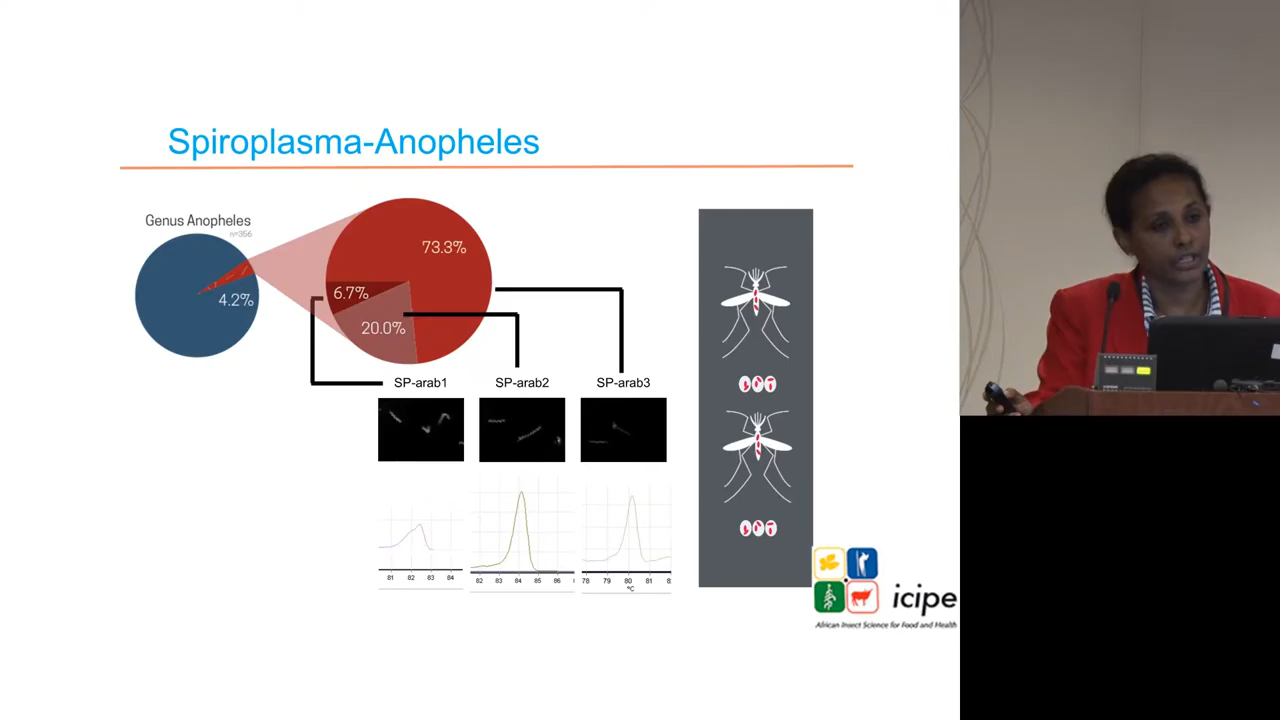 Spiroplasma-Anopheles
Genus Anopheles
n=356
4.2%
73.3%
6.7%
20.0%
SP-arab1 SP-arab2 SP-arab3
81 82 83 84
82 83 84 85 86
78 79 80 81
°C
icipe
African Insect Science for Food and Health